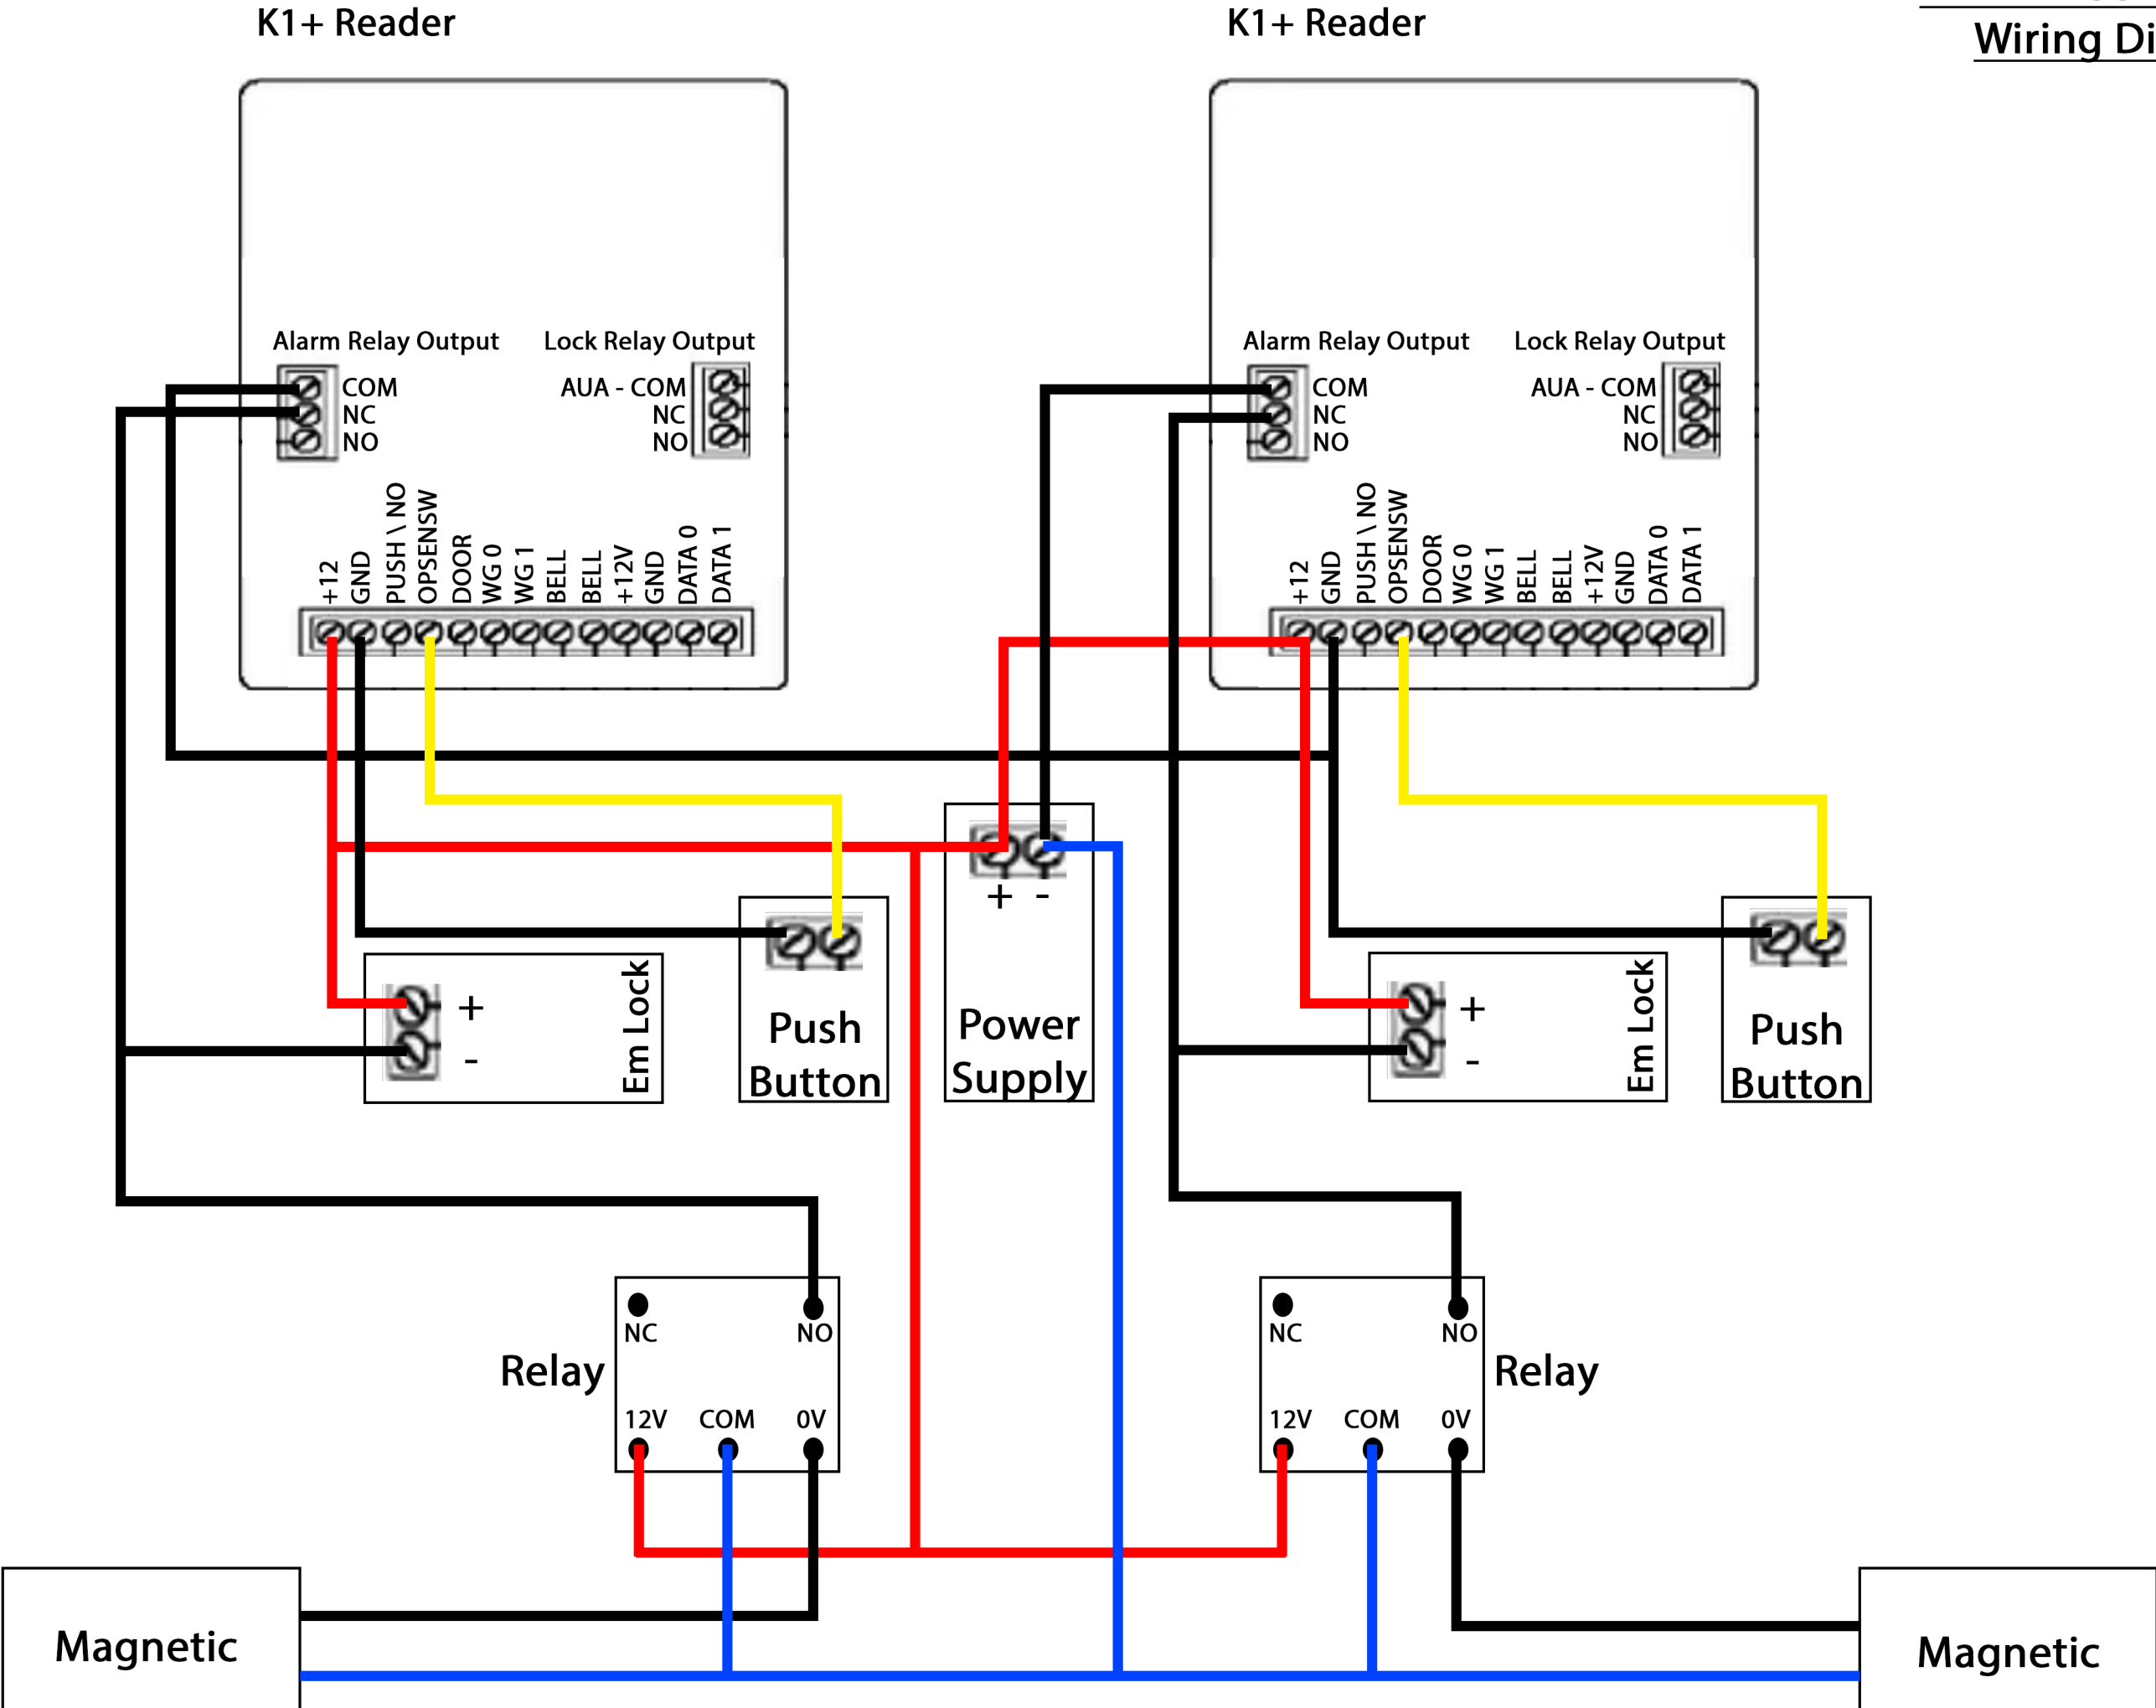 K1+ Reader
K1+ Reader
Wiring Di
Alarm Relay Output
Lock Relay Output
COM
NC
NO
AUA - COM
NC
NO
+12
GND
PUSH \ NO
OPSENSW
DOOR
WG 0
WG 1
BELL
BELL
+12V
GND
DATA 0
DATA 1
Alarm Relay Output
Lock Relay Output
COM
NC
NO
AUA - COM
NC
NO
+12
GND
PUSH \ NO
OPSENSW
DOOR
WG 0
WG 1
BELL
BELL
+12V
GND
DATA 0
DATA 1
+ -
+
-
Em Lock
Push
Button
Power
Supply
+
-
Em Lock
Push
Button
NC
NO
Relay
12V
COM
0V
NC
NO
Relay
12V
COM
0V
Magnetic
Magnetic